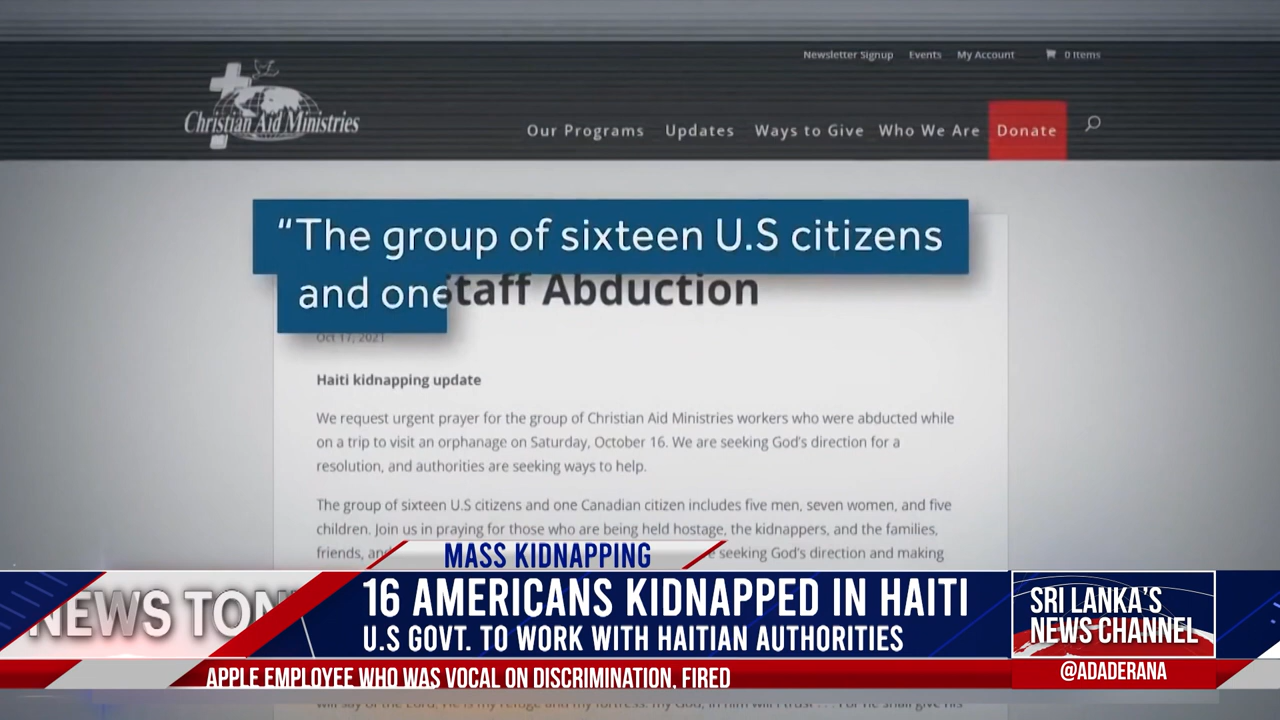 Newsletter Signup Events My Account 0 Items
Christian Aid Ministries
Our Programs Updates Ways to Give Who We Are Donate
“The group of sixteen U.S citizens
and one
Staff Abduction
Oct 17, 2021
Haiti kidnapping update
We request urgent prayer for the group of Christian Aid Ministries workers who were abducted while
on a trip to visit an orphanage on Saturday, October 16. We are seeking God's direction for a
resolution, and authorities are seeking ways to help.
The group of sixteen U.S citizens and one Canadian citizen includes five men, seven women, and five
children. Join us in praying for those who are being held hostage, the kidnappers, and the families,
friends, and seeking God's direction and making
MASS KIDNAPPING
NEWS TON
16 AMERICANS KIDNAPPED IN HAITI
U.S GOVT. TO WORK WITH HAITIAN AUTHORITIES
SRI LANKA'S
NEWS CHANNEL
@ADADERANA
APPLE EMPLOYEE WHO WAS VOCAL ON DISCRIMINATION, FIRED